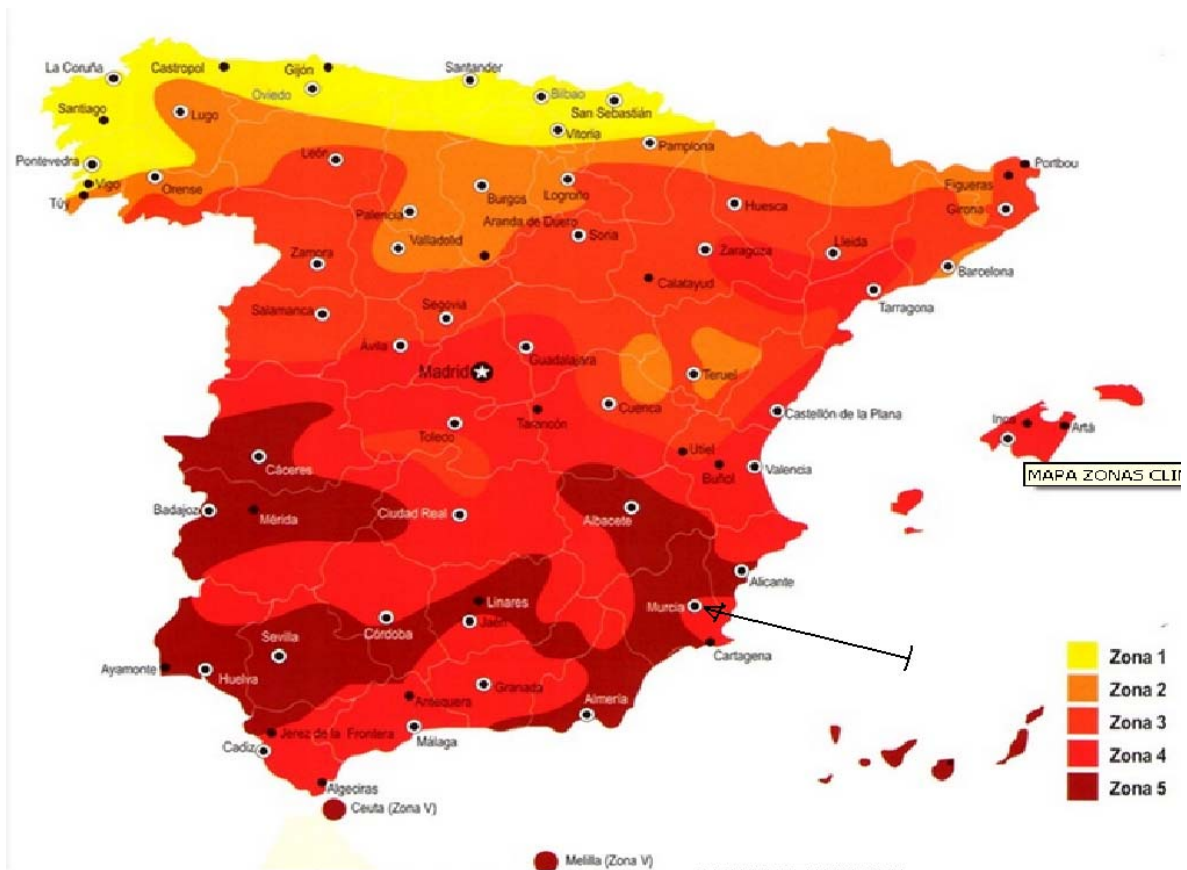 La Coruña
Castropol
Gijón
Santander
Oviedo
Bilbao
San Sebastián
Santiago
Lugo
Vitoria
Pamplona
Pontevedra
León
Portbou
Vigo
Orense
Burgos
Logroño
Figueras
Túy
Palencia
Aranda de Duero
Huesca
Girona
Valladolid
Soria
Zamora
Zaragoza
Lleida
Barcelona
Calatayud
Tarragona
Salamanca
Segovia
Ávila
Guadalajara
Madrid
Teruel
Cuenca
Castellón de la Plana
Toleco
Tarancón
Inca
Artá
Utiel
Cáceres
Buñol
Valencia
MAPA ZONAS CLI
Badajoz
Mérida
Ciudad Real
Albacete
Alicante
Linares
Murcia
Jaén
Córdoba
Sevilla
Cartagena
Ayamonte
Huelva
Granada
Antequera
Almería
Jerez de la Frontera
Málaga
Cadiz
Algeciras
Ceuta (Zona V)
Melilla (Zona V)
Zona 1
Zona 2
Zona 3
Zona 4
Zona 5